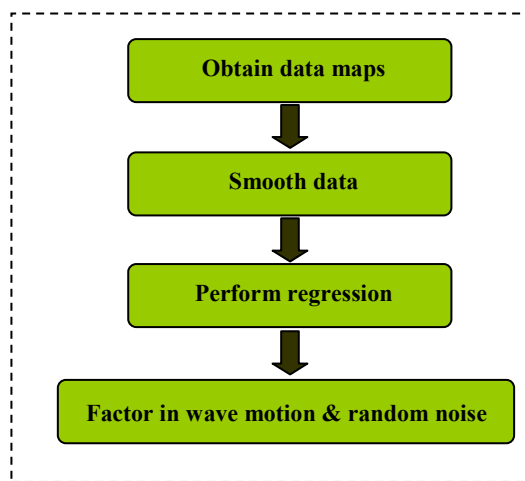 Obtain data maps
Smooth data
Perform regression
Factor in wave motion & random noise